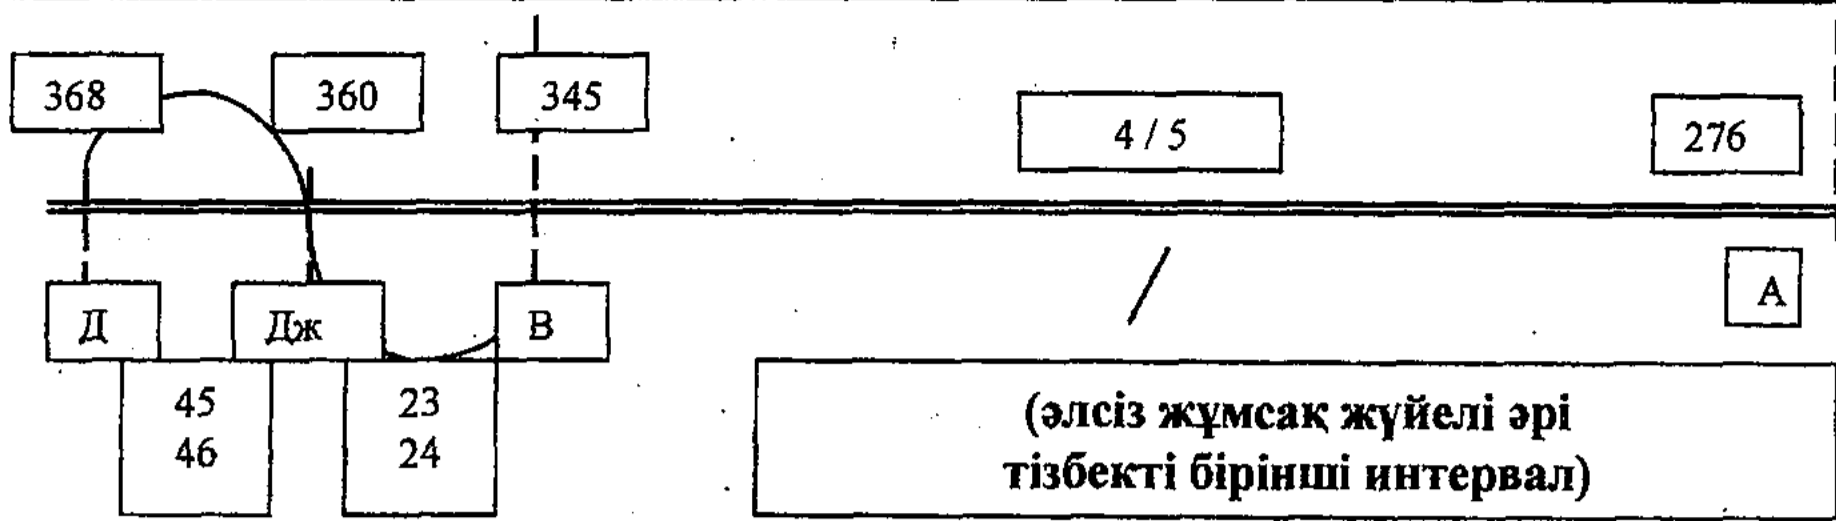 368 360 345 4 / 5 276
Д Дж В А
45 23
46 24
(әлсіз жұмсақ жүйелі әрі
тізбекті бірінші интервал)